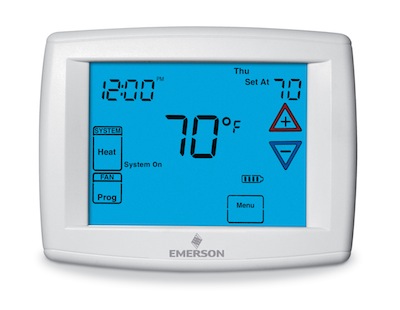 Thu
12:00 PM
Set At 70
70°F
SYSTEM
Heat
System On
FAN
Prog
Menu
EMERSON